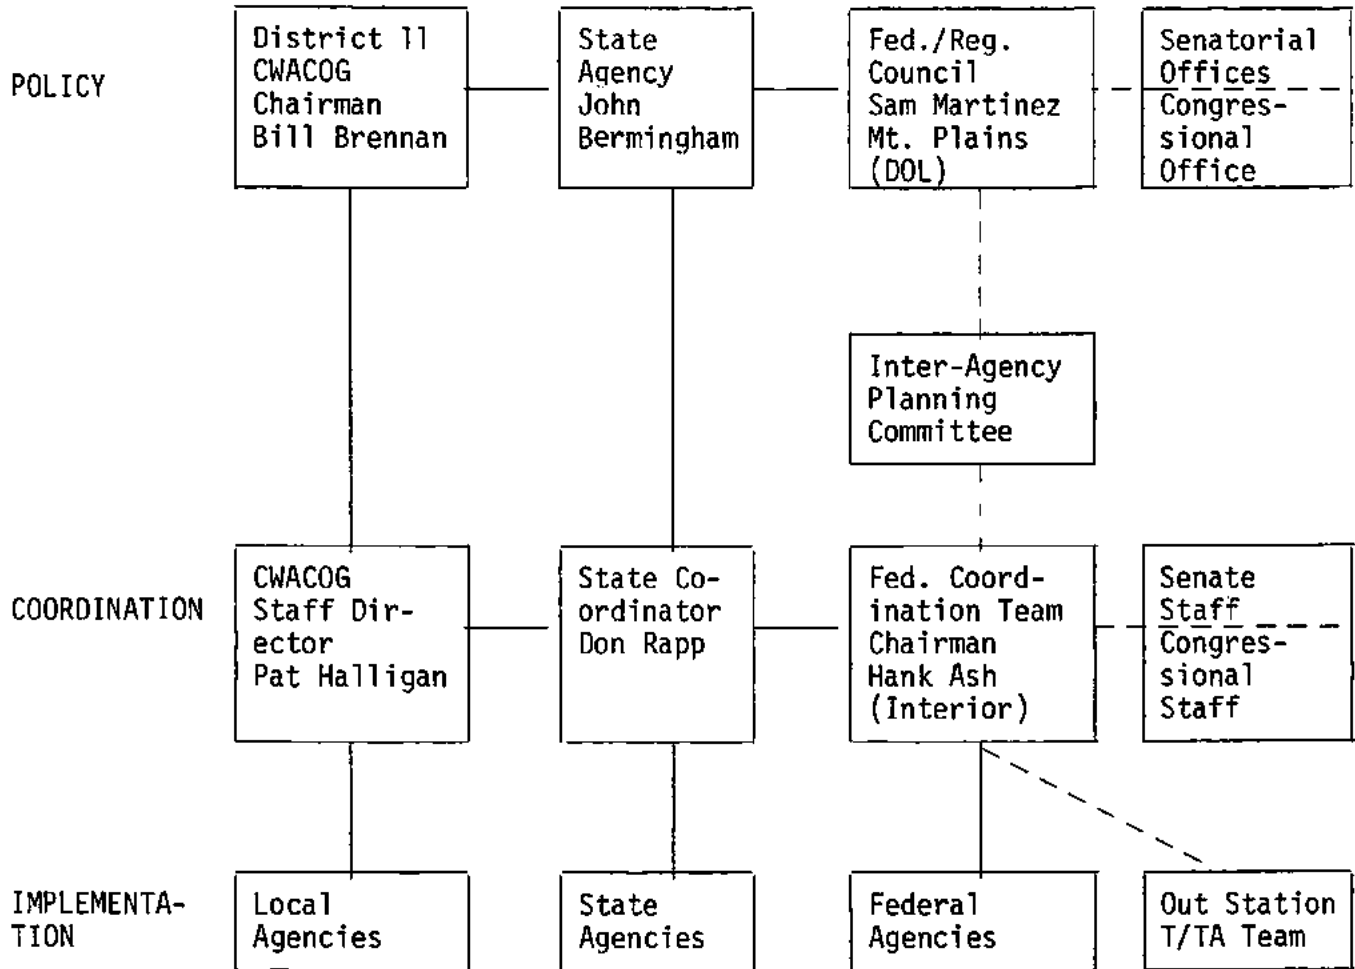 POLICY
District 11
CWACOG
Chairman
Bill Brennan
State
Agency
John
Bermingham
Fed./Reg.
Council
Sam Martinez
Mt. Plains
(DOL)
Senatorial
Offices
Congres-
sional
Office
Inter-Agency
Planning
Committee
COORDINATION
CWACOG
Staff Dir-
ector
Pat Halligan
State Co-
ordinator
Don Rapp
Fed. Coord-
ination Team
Chairman
Hank Ash
(Interior)
Senate
Staff
Congres-
sional
Staff
IMPLEMENTA-
TION
Local
Agencies
State
Agencies
Federal
Agencies
Out Station
T/TA Team